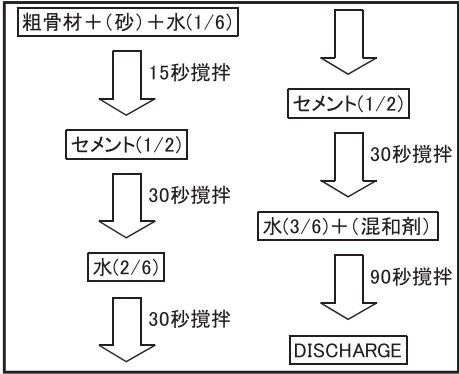 粗骨材＋(砂)＋水(1/6)
15秒撹拌
セメント(1/2)
30秒撹拌
水(2/6)
30秒撹拌
セメント(1/2)
30秒撹拌
水(3/6)＋(混和剤)
90秒撹拌
DISCHARGE